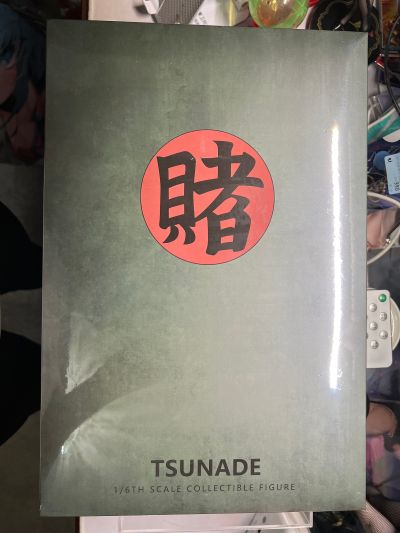 賭
TSUNADE
1/6TH SCALE COLLECTIBLE FIGURE